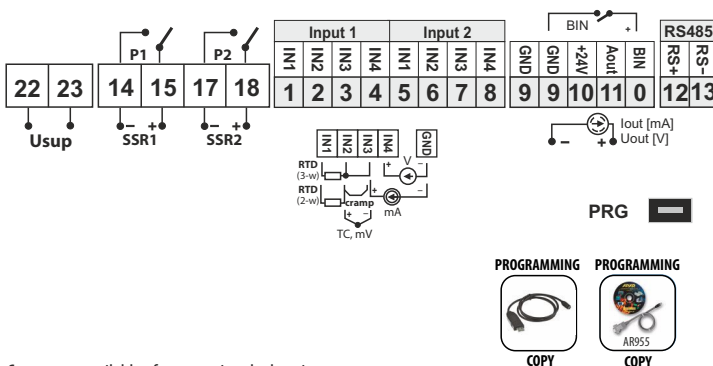 BIN +
P1 P2 Input 1 Input 2 RS485
IN1 IN2 IN3 IN4 IN1 IN2 IN3 IN4 GND GND +24V Aout BIN RS+ RS-
22 23 14 15 17 18 1 2 3 4 5 6 7 8 9 9 10 11 0 12 13
Usup – + SSR1 – + SSR2 – + Iout [mA]
Uout [V]
IN1 IN2 IN3 IN4 GND
RTD
(3-w) + V –
RTD
(2-w) cramp + mA –
+ –
TC, mV
PRG
PROGRAMMING PROGRAMMING
AR955
COPY COPY